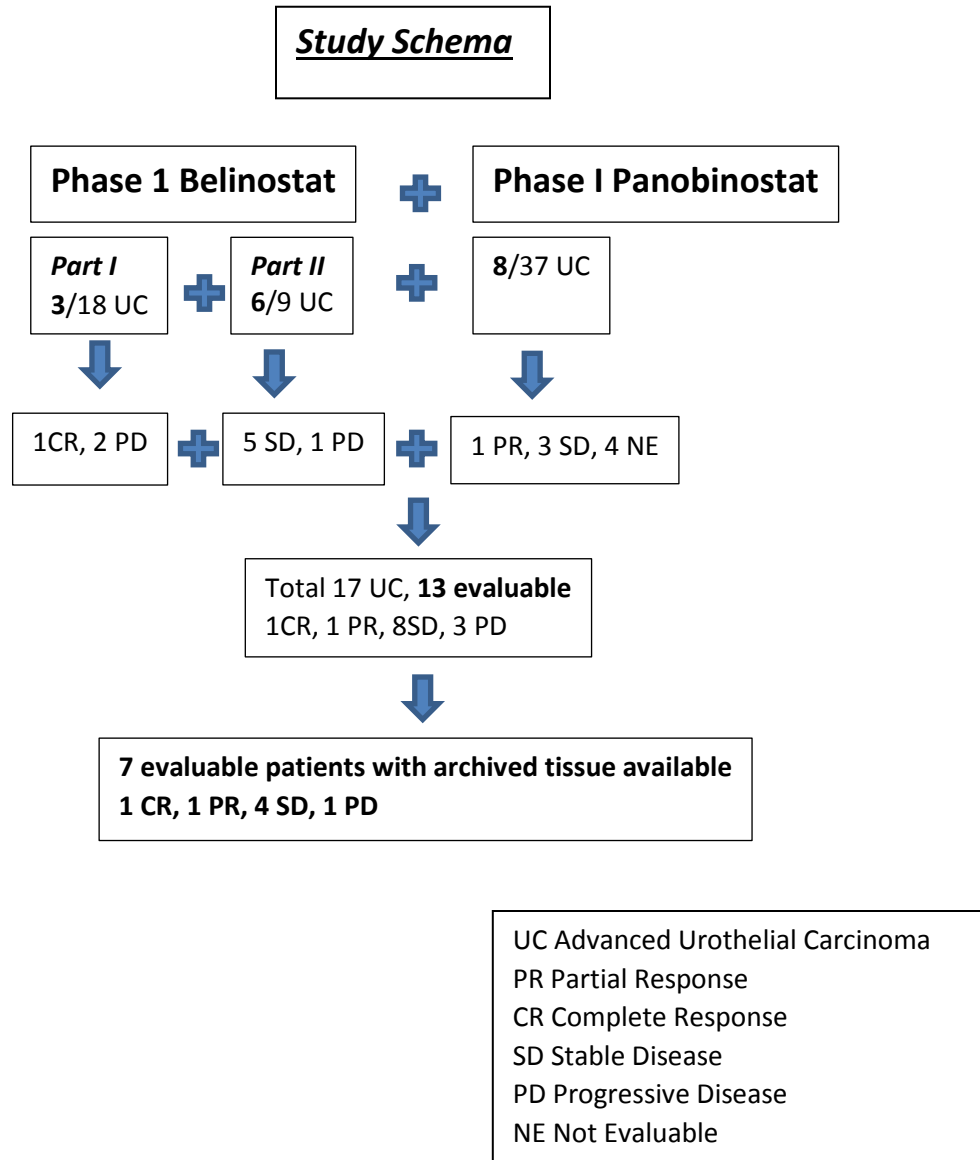 Study Schema
Phase 1 Belinostat
Phase I Panobinostat
Part I
3/18 UC
Part II
6/9 UC
8/37 UC
1CR, 2 PD
5 SD, 1 PD
1 PR, 3 SD, 4 NE
Total 17 UC, 13 evaluable
1CR, 1 PR, 8SD, 3 PD
7 evaluable patients with archived tissue available
1 CR, 1 PR, 4 SD, 1 PD
UC Advanced Urothelial Carcinoma
PR Partial Response
CR Complete Response
SD Stable Disease
PD Progressive Disease
NE Not Evaluable